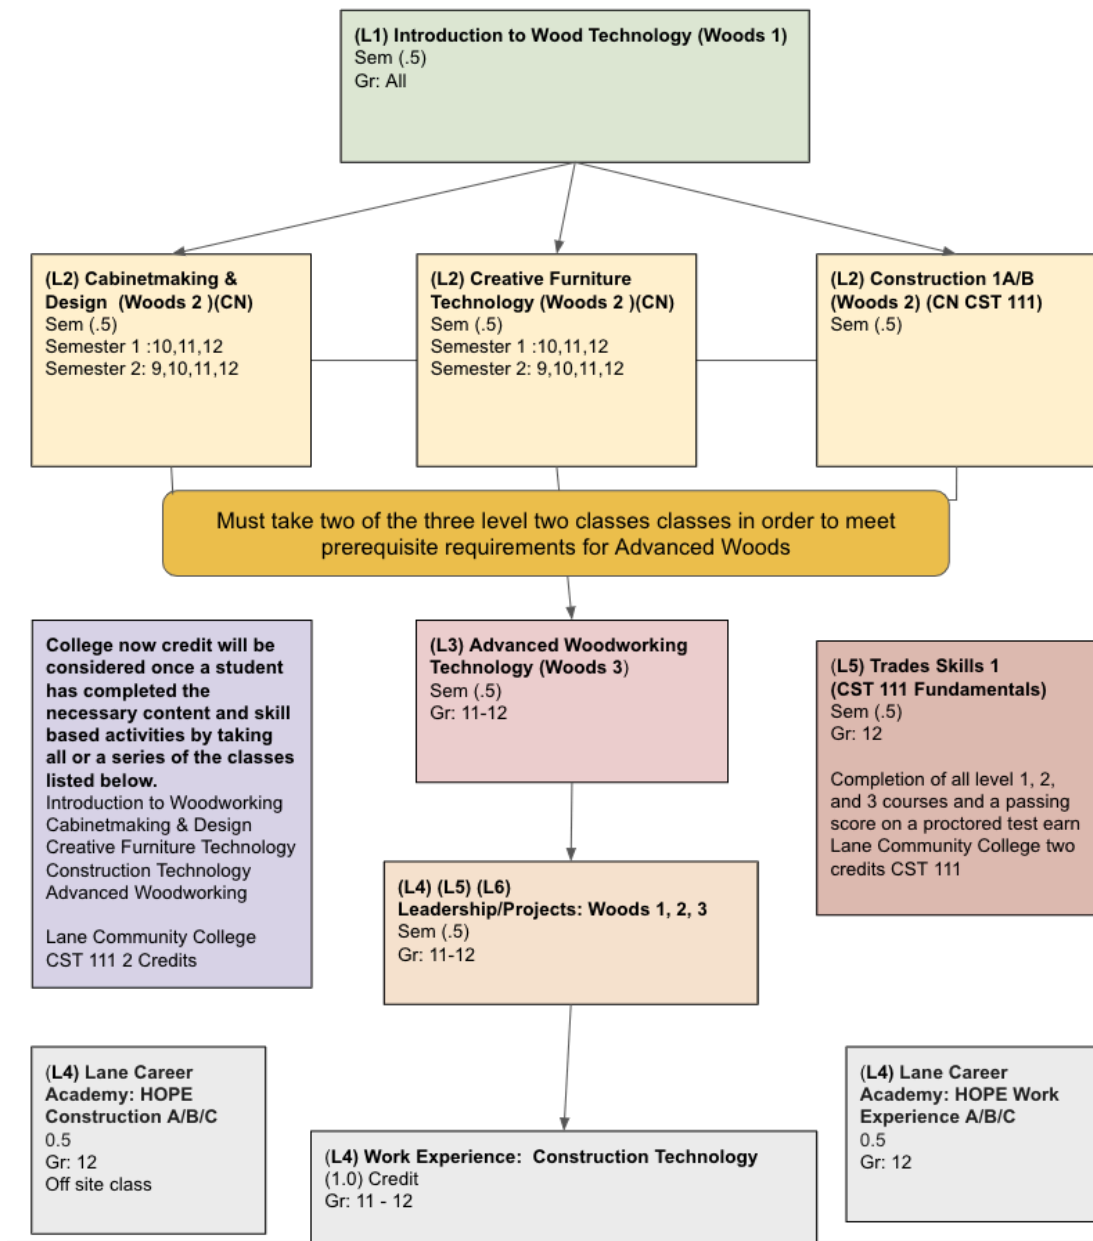 (L1) Introduction to Wood Technology (Woods 1)
Sem (.5)
Gr: All
(L2) Cabinetmaking &
Design  (Woods 2 )(CN)
Sem (.5)
Semester 1 :10,11,12
Semester 2: 9,10,11,12
(L2) Creative Furniture
Technology (Woods 2 )(CN)
Sem (.5)
Semester 1 :10,11,12
Semester 2: 9,10,11,12
(L2) Construction 1A/B
(Woods 2) (CN CST 111)
Sem (.5)
Must take two of the three level two classes classes in order to meet
prerequisite requirements for Advanced Woods
College now credit will be
considered once a student
has completed the
necessary content and skill
based activities by taking
all or a series of the classes
listed below.
Introduction to Woodworking
Cabinetmaking & Design
Creative Furniture Technology
Construction Technology
Advanced Woodworking
Lane Community College
CST 111 2 Credits
(L3) Advanced Woodworking
Technology (Woods 3)
Sem (.5)
Gr: 11-12
(L5) Trades Skills 1
(CST 111 Fundamentals)
Sem (.5)
Gr: 12
Completion of all level 1, 2,
and 3 courses and a passing
score on a proctored test earn
Lane Community College two
credits CST 111
(L4) (L5) (L6)
Leadership/Projects: Woods 1, 2, 3
Sem (.5)
Gr: 11-12
(L4) Lane Career
Academy: HOPE
Construction A/B/C
0.5
Gr: 12
Off site class
(L4) Work Experience:  Construction Technology
(1.0) Credit
Gr: 11 - 12
(L4) Lane Career
Academy: HOPE Work
Experience A/B/C
0.5
Gr: 12